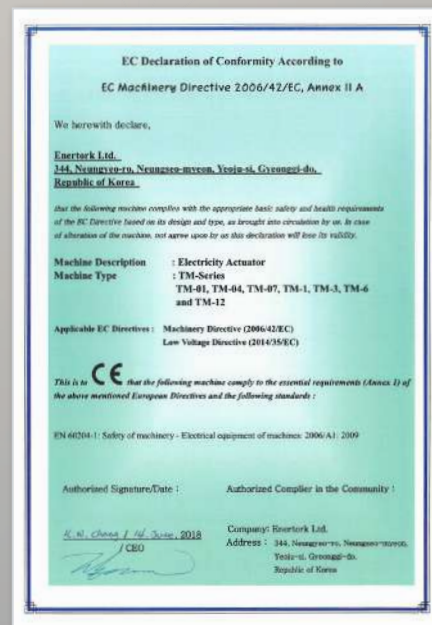 EC Declaration of Conformity According to
EC Machinery Directive 2006/42/EC, Annex II A
We herewith declare,
Enertork Ltd.
344, Neungyeo-ro, Neungseo-myeon, Yeoju-si, Gyeonggi-do,
Republic of Korea
that the following machine complies with the appropriate basic safety and health requirements
of the EC Directive based on its design and type, as brought into circulation by us. In case
of alteration of the machine, not agree upon by us this declaration will lose its validity.
Machine Description : Electricity Actuator
Machine Type : TM-Series
TM-01, TM-04, TM-07, TM-1, TM-3, TM-6
and TM-12
Applicable EC Directives : Machinery Directive (2006/42/EC)
Low Voltage Directive (2014/35/EC)
This is to CE that the following machine comply to the essential requirements (Annex I) of
the above mentioned European Directives and the following standards :
EN 60204-1: Safety of machinery - Electrical equipment of machines: 2006/A1: 2009
Authorized Signature/Date :
Authorized Complier in the Community :
K.N. Chang / 14. June, 2018
/ CEO
Company: Enertork Ltd.
Address : 344, Neungyeo-ro, Neungseo-myeon,
Yeoju-si, Gyeonggi-do,
Republic of Korea